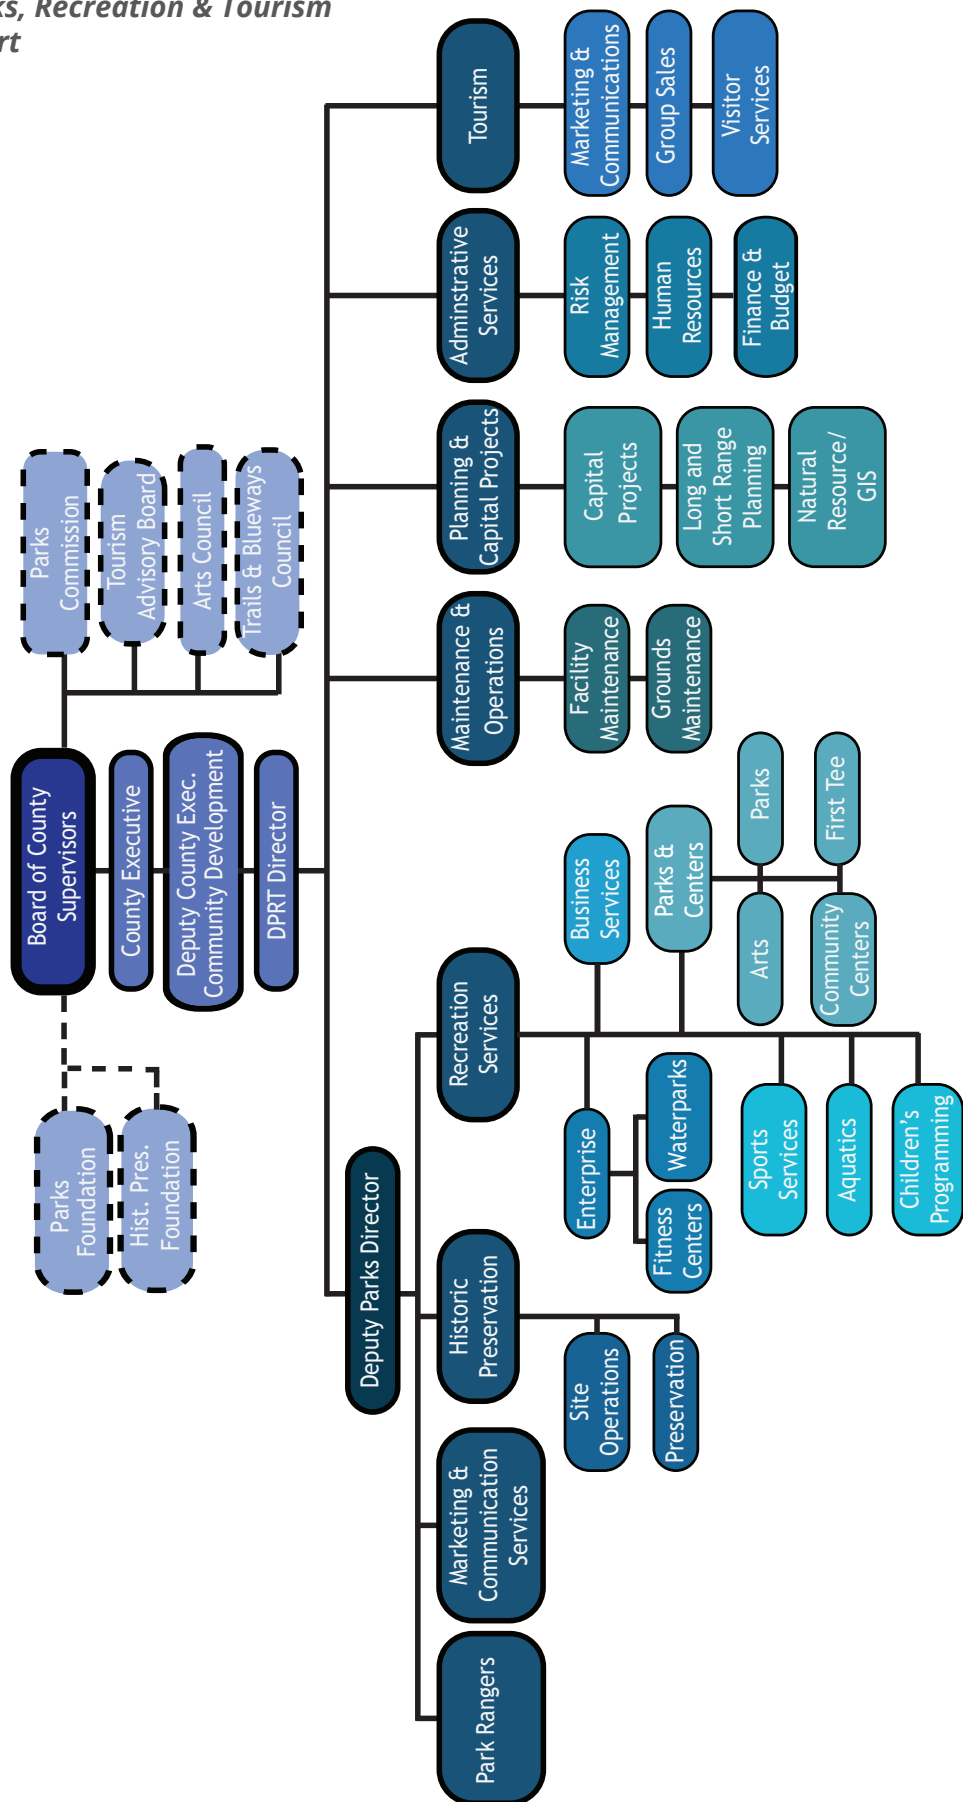 ks, Recreation & Tourism
rt
Parks
Foundation
Hist. Pres.
Foundation
Board of County
Supervisors
County Executive
Deputy County Exec.
Community Development
DPRT Director
Parks
Commission
Tourism
Advisory Board
Arts Council
Trails & Blueways
Council
Deputy Parks Director
Park Rangers
Marketing &
Communication
Services
Historic
Preservation
Site
Operations
Preservation
Recreation
Services
Enterprise
Fitness
Centers
Waterparks
Business
Services
Parks &
Centers
Arts
Parks
Community
Centers
First Tee
Sports
Services
Aquatics
Children's
Programming
Maintenance &
Operations
Facility
Maintenance
Grounds
Maintenance
Planning &
Capital Projects
Capital
Projects
Long and
Short Range
Planning
Natural
Resource/
GIS
Adminstrative
Services
Risk
Management
Human
Resources
Finance &
Budget
Tourism
Marketing &
Communications
Group Sales
Visitor
Services